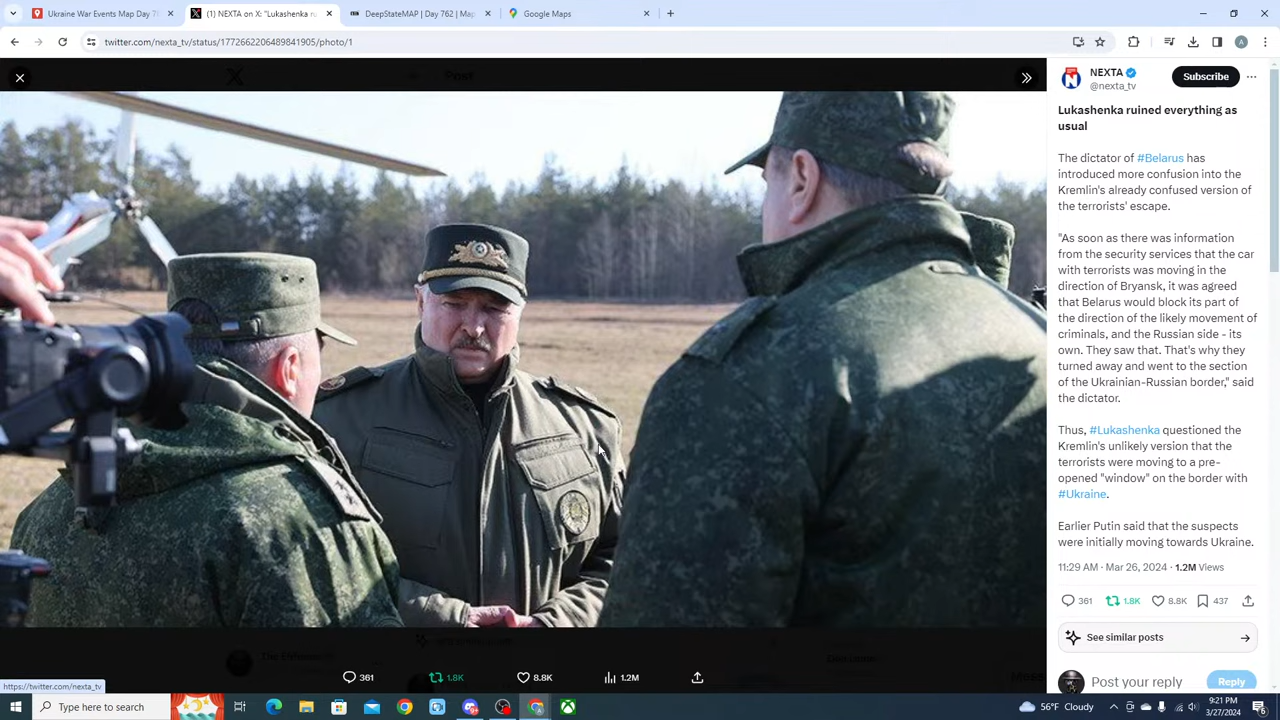 Ukraine War Events Map Day 7
(1) NEXTA on X: "Lukashenka ru
DeepStateMAP | Day 762 | Map
Google Maps
twitter.com/nexta_tv/status/1772662206489841905/photo/1
A
Post
NEXTA
@nexta_tv
Subscribe
Lukashenka ruined everything as
usual
The dictator of #Belarus has
introduced more confusion into the
Kremlin's already confused version of
the terrorists' escape.
"As soon as there was information
from the security services that the car
with terrorists was moving in the
direction of Bryansk, it was agreed
that Belarus would block its part of
the direction of the likely movement of
criminals, and the Russian side - its
own. They saw that. That's why they
turned away and went to the section
of the Ukrainian-Russian border," said
the dictator.
Thus, #Lukashenka questioned the
Kremlin's unlikely version that the
terrorists were moving to a pre-
opened "window" on the border with
#Ukraine.
Earlier Putin said that the suspects
were initially moving towards Ukraine.
11:29 AM · Mar 26, 2024 · 1.2M Views
361 1.8K 8.8K 437
See similar posts
Post your reply
Reply
361 1.8K 8.8K 1.2M
https://twitter.com/nexta_tv
Type here to search
56°F Cloudy
9:21 PM
3/27/2024
6